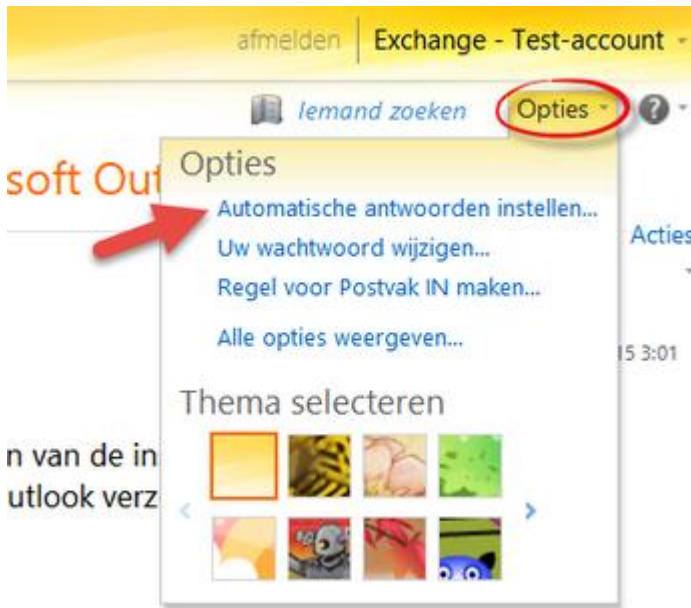 afmelden Exchange - Test-account
Iemand zoeken Opties ?
soft Out
Opties
Automatische antwoorden instellen...
Acties
Uw wachtwoord wijzigen...
Regel voor Postvak IN maken...
Alle opties weergeven...
15 3:01
Thema selecteren
n van de in
utlook verz